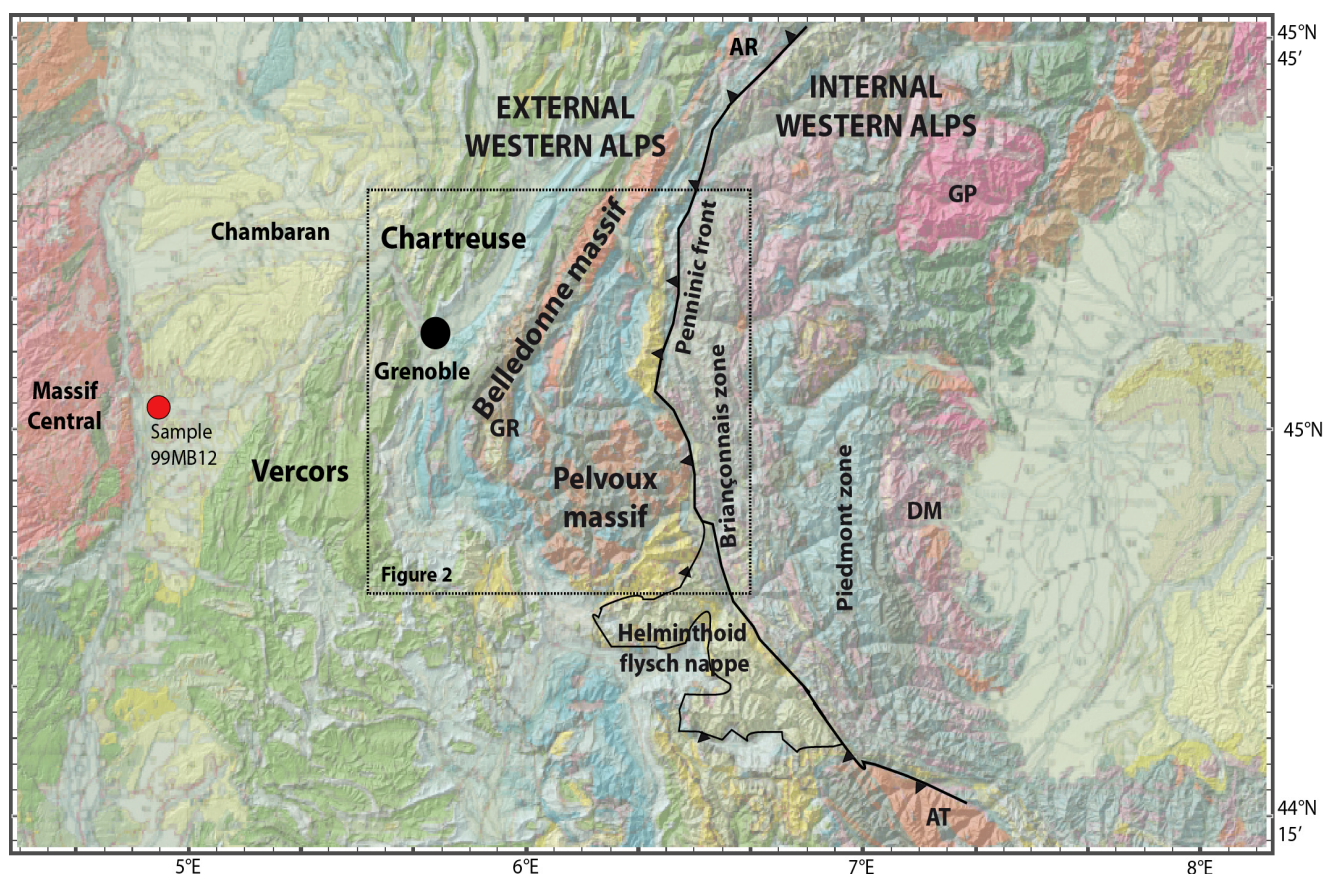 AR
45°N
45'
EXTERNAL
WESTERN ALPS
INTERNAL
WESTERN ALPS
GP
Chambaran
Chartreuse
Belledonne massif
Penninic front
Grenoble
Briançonnais zone
Massif
Central
Sample
99MB12
GR
45°N
Vercors
Pelvoux
massif
DM
Piedmont zone
Figure 2
Helminthoid
flysch nappe
AT
44°N
15'
5°E
6°E
7°E
8°E